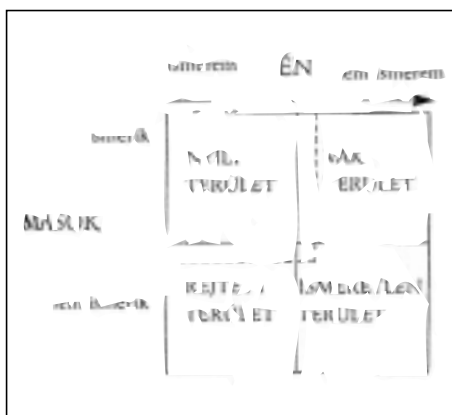 ismerem ÉN nem ismerem
ismerik
NYÍLT VAK
TERÜLET TERÜLET
MÁSOK
REJTETT ISMERETLEN
nem ismerik TERÜLET TERÜLET